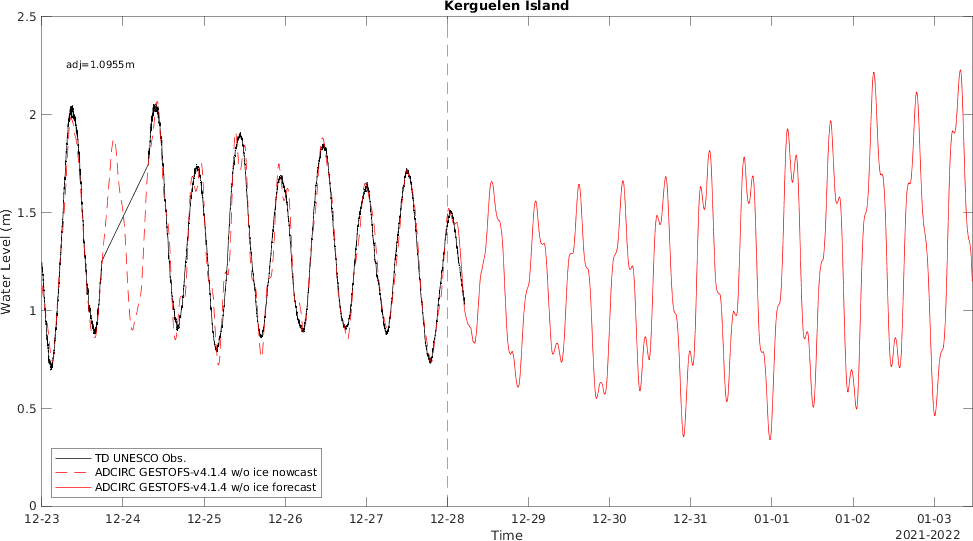 Kerguelen Island
2.5
adj=1.0955m
2
1.5
Water Level (m)
1
0.5
TD UNESCO Obs.
ADCIRC GESTOFS-v4.1.4 w/o ice nowcast
ADCIRC GESTOFS-v4.1.4 w/o ice forecast
0
12-23 12-24 12-25 12-26 12-27 12-28 12-29 12-30 12-31 01-01 01-02 01-03
Time
2021-2022